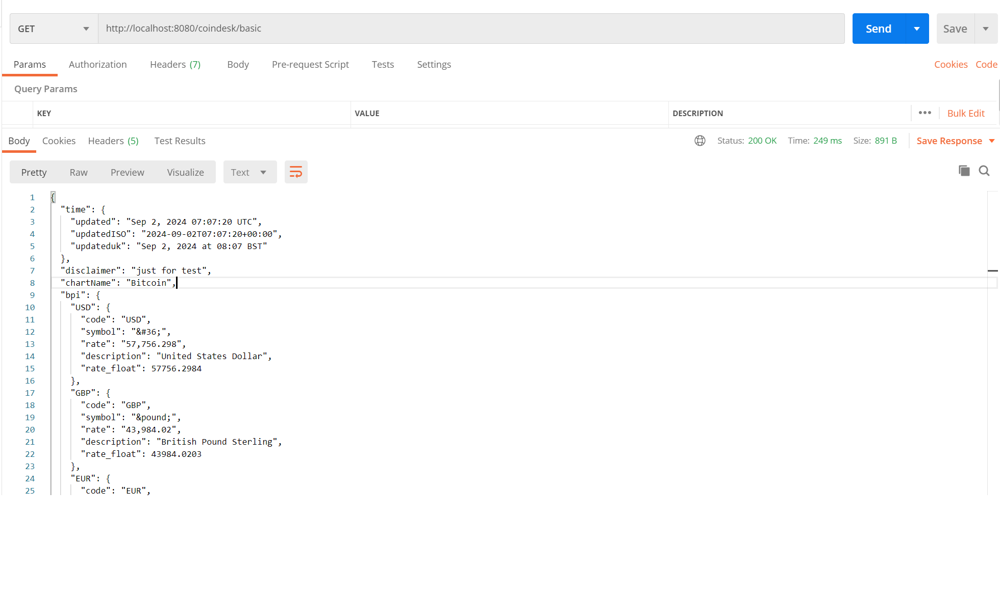 GET http://localhost:8080/coindesk/basic Send Save
Params Authorization Headers (7) Body Pre-request Script Tests Settings Cookies Code
Query Params
KEY VALUE DESCRIPTION ••• Bulk Edit
Body Cookies Headers (5) Test Results Status: 200 OK Time: 249 ms Size: 891 B Save Response
Pretty Raw Preview Visualize Text
1 {
2 "time": {
3 "updated": "Sep 2, 2024 07:07:20 UTC",
4 "updatedISO": "2024-09-02T07:07:20+00:00",
5 "updateduk": "Sep 2, 2024 at 08:07 BST"
6 },
7 "disclaimer": "just for test",
8 "chartName": "Bitcoin",
9 "bpi": {
10 "USD": {
11 "code": "USD",
12 "symbol": "&#36;",
13 "rate": "57,756.298",
14 "description": "United States Dollar",
15 "rate_float": 57756.2984
16 },
17 "GBP": {
18 "code": "GBP",
19 "symbol": "&pound;",
20 "rate": "43,984.02",
21 "description": "British Pound Sterling",
22 "rate_float": 43984.0203
23 },
24 "EUR": {
25 "code": "EUR",